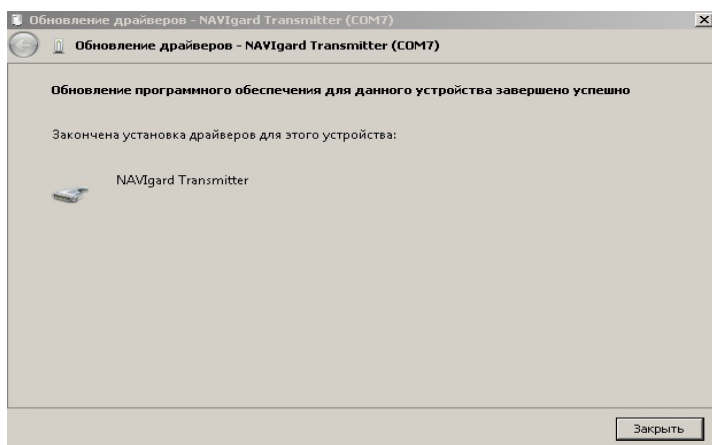 Обновление драйверов - NAVIgard Transmitter (COM7)
Обновление драйверов - NAVIgard Transmitter (COM7)
Обновление программного обеспечения для данного устройства завершено успешно
Закончена установка драйверов для этого устройства:
NAVIgard Transmitter
Закрыть